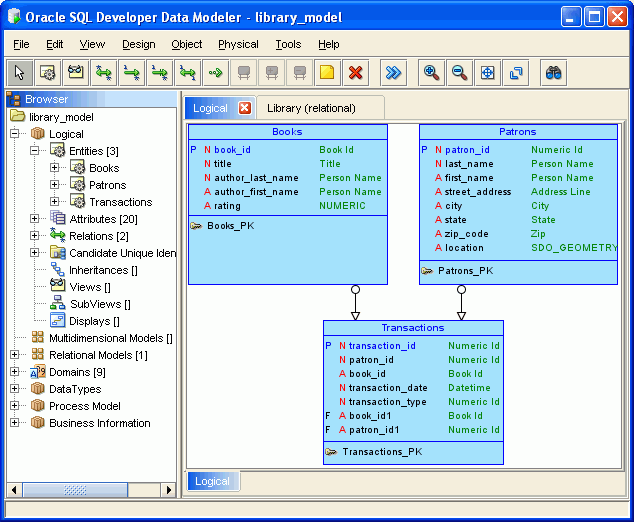 Oracle SQL Developer Data Modeler - library_model
File Edit View Design Object Physical Tools Help
Browser
library_model
Logical
Entities [3]
Books
Patrons
Transactions
Attributes [20]
Relations [2]
Candidate Unique Iden
Inheritances []
Views []
SubViews []
Displays []
Multidimensional Models []
Relational Models [1]
Domains [9]
DataTypes
Process Model
Business Information
Logical Library (relational)
Books
P N book_id Book Id
N title Title
N author_last_name Person Name
A author_first_name Person Name
A rating NUMERIC
Books_PK
Patrons
P N patron_id Numeric Id
N last_name Person Name
A first_name Person Name
A street_address Address Line
A city City
A state State
A zip_code Zip
A location SDO_GEOMETRY
Patrons_PK
Transactions
P N transaction_id Numeric Id
N patron_id Numeric Id
A book_id Book Id
N transaction_date Datetime
N transaction_type Numeric Id
F A book_id1 Book Id
F A patron_id1 Numeric Id
Transactions_PK
Logical